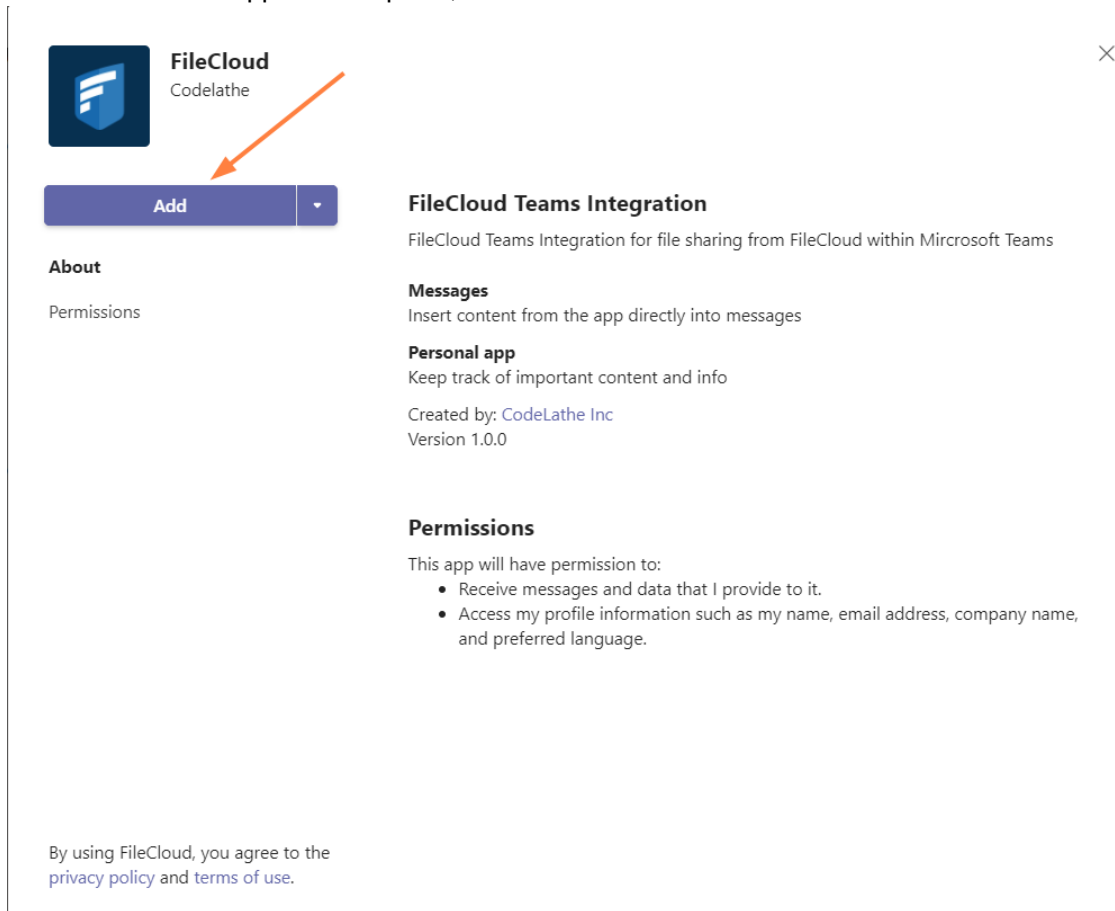 FileCloud
Codelathe
Add
About
Permissions
FileCloud Teams Integration
FileCloud Teams Integration for file sharing from FileCloud within Mircrosoft Teams
Messages
Insert content from the app directly into messages
Personal app
Keep track of important content and info
Created by: CodeLathe Inc
Version 1.0.0
Permissions
This app will have permission to:
• Receive messages and data that I provide to it.
• Access my profile information such as my name, email address, company name,
and preferred language.
By using FileCloud, you agree to the
privacy policy and terms of use.